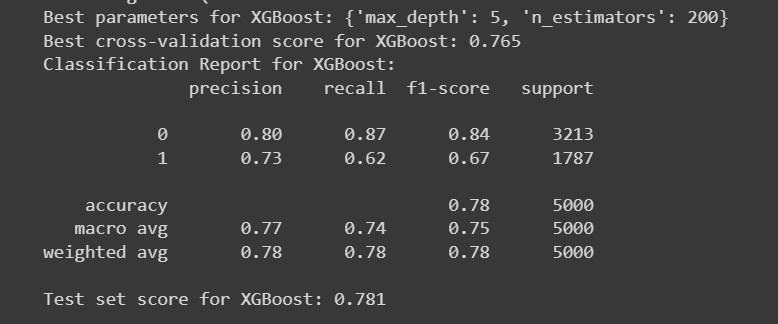 Best parameters for XGBoost: {'max_depth': 5, 'n_estimators': 200}
Best cross-validation score for XGBoost: 0.765
Classification Report for XGBoost:
precision recall f1-score support
0 0.80 0.87 0.84 3213
1 0.73 0.62 0.67 1787
accuracy 0.78 5000
macro avg 0.77 0.74 0.75 5000
weighted avg 0.78 0.78 0.78 5000
Test set score for XGBoost: 0.781